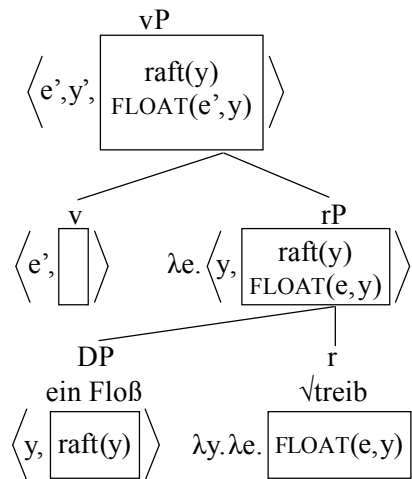 vP
⟨ e’,y’, raft(y) ⟩
FLOAT(e’,y)
v rP
⟨ e’, ⟩ λe. ⟨ y, raft(y) ⟩
FLOAT(e,y)
DP r
ein Floß √treib
⟨ y, raft(y) ⟩ λy.λe. FLOAT(e,y)